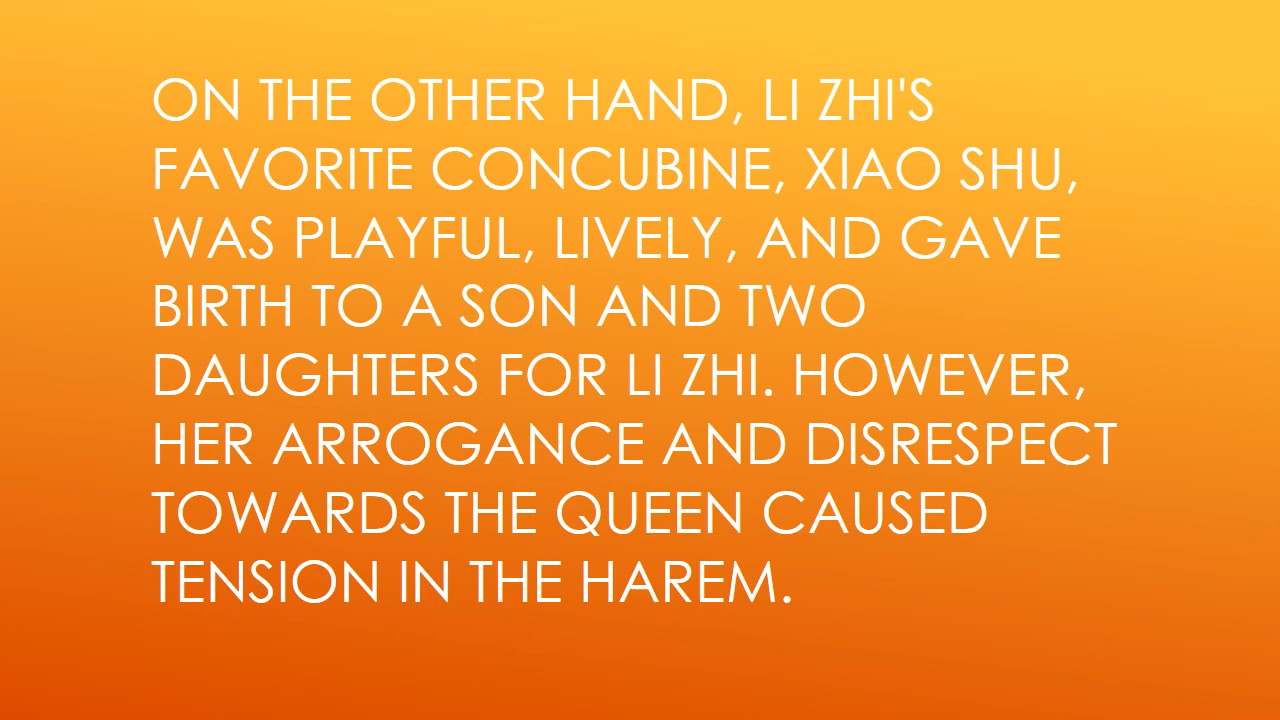 ON THE OTHER HAND, LI ZHI'S
FAVORITE CONCUBINE, XIAO SHU,
WAS PLAYFUL, LIVELY, AND GAVE
BIRTH TO A SON AND TWO
DAUGHTERS FOR LI ZHI. HOWEVER,
HER ARROGANCE AND DISRESPECT
TOWARDS THE QUEEN CAUSED
TENSION IN THE HAREM.